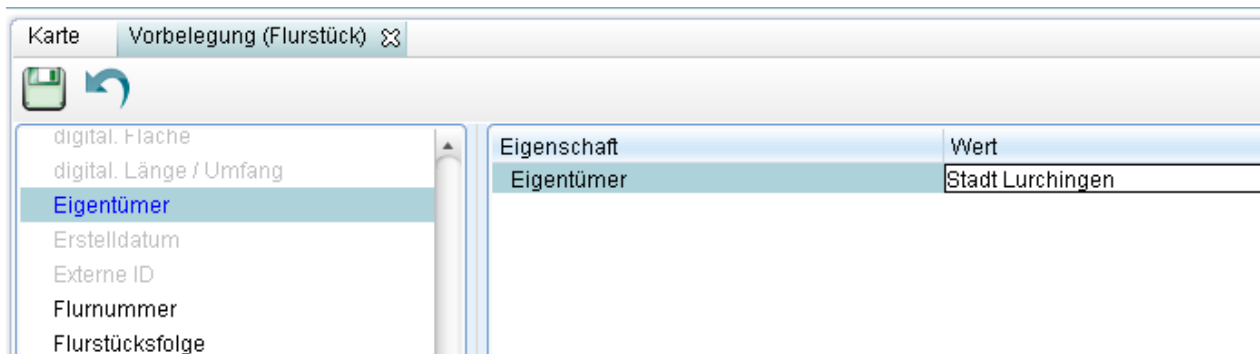 Karte
Vorbelegung (Flurstück)
digital. Fläche
digital. Länge / Umfang
Eigentümer
Erstelldatum
Externe ID
Flurnummer
Flurstücksfolge
Eigenschaft Wert
Eigentümer Stadt Lurchingen